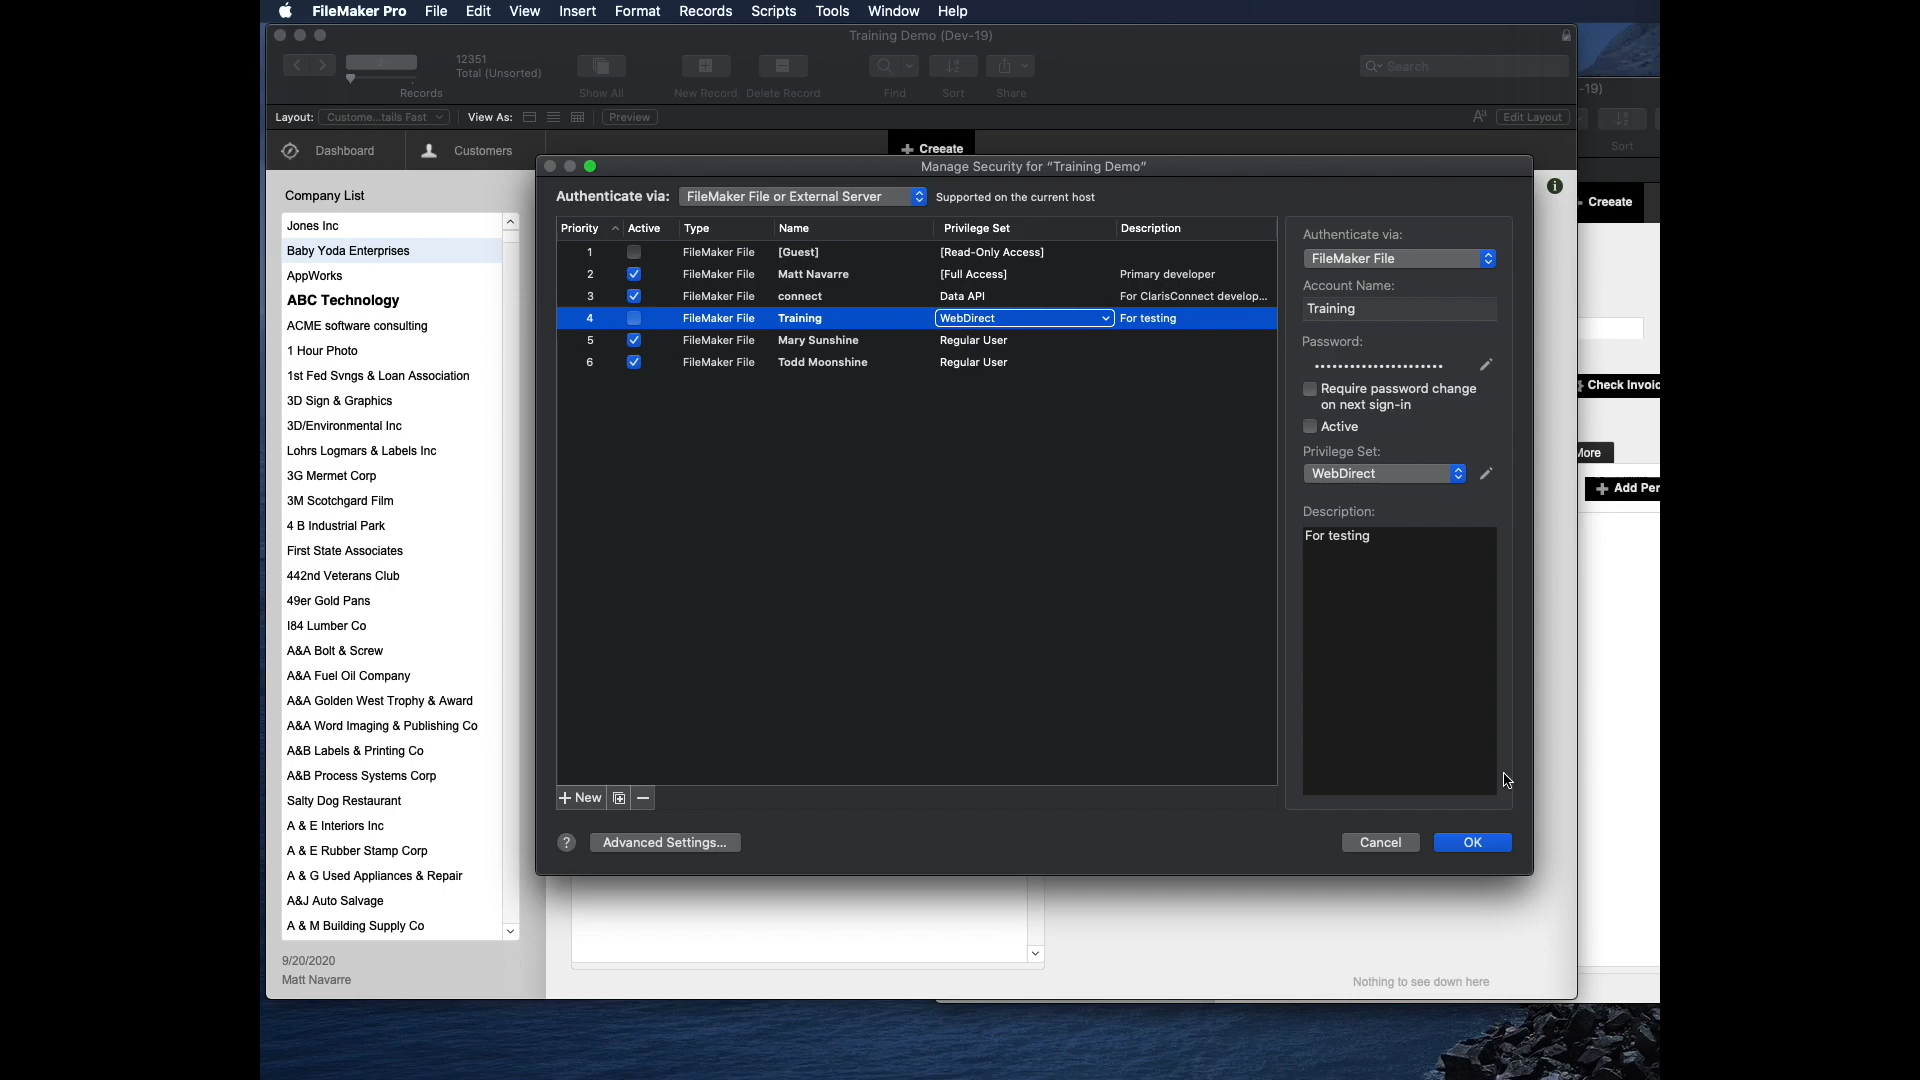 FileMaker Pro File Edit View Insert Format Records Scripts Tools Window Help
Training Demo (Dev-19)
12351
Total (Unsorted)
Search
Records Show All New Record Delete Record Find Sort Share
Layout: Custome...tails Fast View As: Preview Edit Layout
Dashboard Customers + Create
-19)
Sort
Create
Check Invoic
More
+ Add Per
Company List
Jones Inc
Baby Yoda Enterprises
AppWorks
ABC Technology
ACME software consulting
1 Hour Photo
1st Fed Svngs & Loan Association
3D Sign & Graphics
3D/Environmental Inc
Lohrs Logmars & Labels Inc
3G Mermet Corp
3M Scotchgard Film
4 B Industrial Park
First State Associates
442nd Veterans Club
49er Gold Pans
I84 Lumber Co
A&A Bolt & Screw
A&A Fuel Oil Company
A&A Golden West Trophy & Award
A&A Word Imaging & Publishing Co
A&B Labels & Printing Co
A&B Process Systems Corp
Salty Dog Restaurant
A & E Interiors Inc
A & E Rubber Stamp Corp
A & G Used Appliances & Repair
A&J Auto Salvage
A & M Building Supply Co
9/20/2020
Matt Navarre
Manage Security for "Training Demo"
Authenticate via: FileMaker File or External Server Supported on the current host
Priority Active Type Name Privilege Set Description
1 FileMaker File [Guest] [Read-Only Access]
2 FileMaker File Matt Navarre [Full Access] Primary developer
3 FileMaker File connect Data API For ClarisConnect develop...
4 FileMaker File Training WebDirect For testing
5 FileMaker File Mary Sunshine Regular User
6 FileMaker File Todd Moonshine Regular User
+ New
? Advanced Settings...
Authenticate via:
FileMaker File
Account Name:
Training
Password:
Require password change
on next sign-in
Active
Privilege Set:
WebDirect
Description:
For testing
Cancel OK
Nothing to see down here